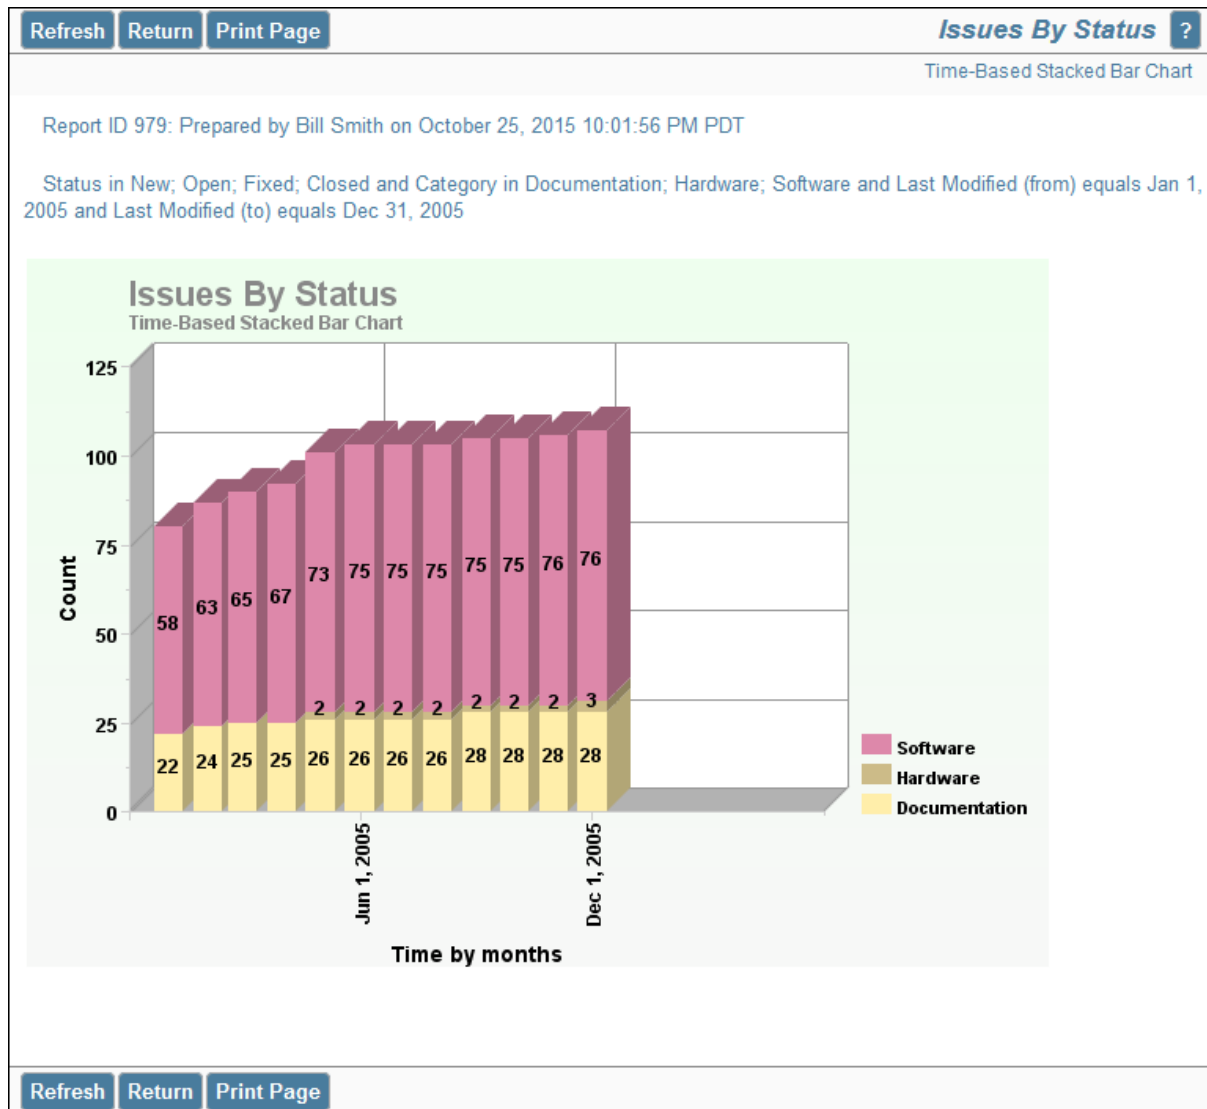 Refresh Return Print Page Issues By Status ?
Time-Based Stacked Bar Chart
Report ID 979: Prepared by Bill Smith on October 25, 2015 10:01:56 PM PDT
Status in New; Open; Fixed; Closed and Category in Documentation; Hardware; Software and Last Modified (from) equals Jan 1,
2005 and Last Modified (to) equals Dec 31, 2005
Issues By Status
Time-Based Stacked Bar Chart
125
100
75
50
25
0
Count
58 63 65 67 73 75 75 75 75 75 76 76
2 2 2 2 2 2 2 3
22 24 25 25 26 26 26 26 28 28 28 28
Software
Hardware
Documentation
Jun 1, 2005
Dec 1, 2005
Time by months
Refresh Return Print Page